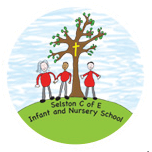 Selston C of E
Infant and Nursery School